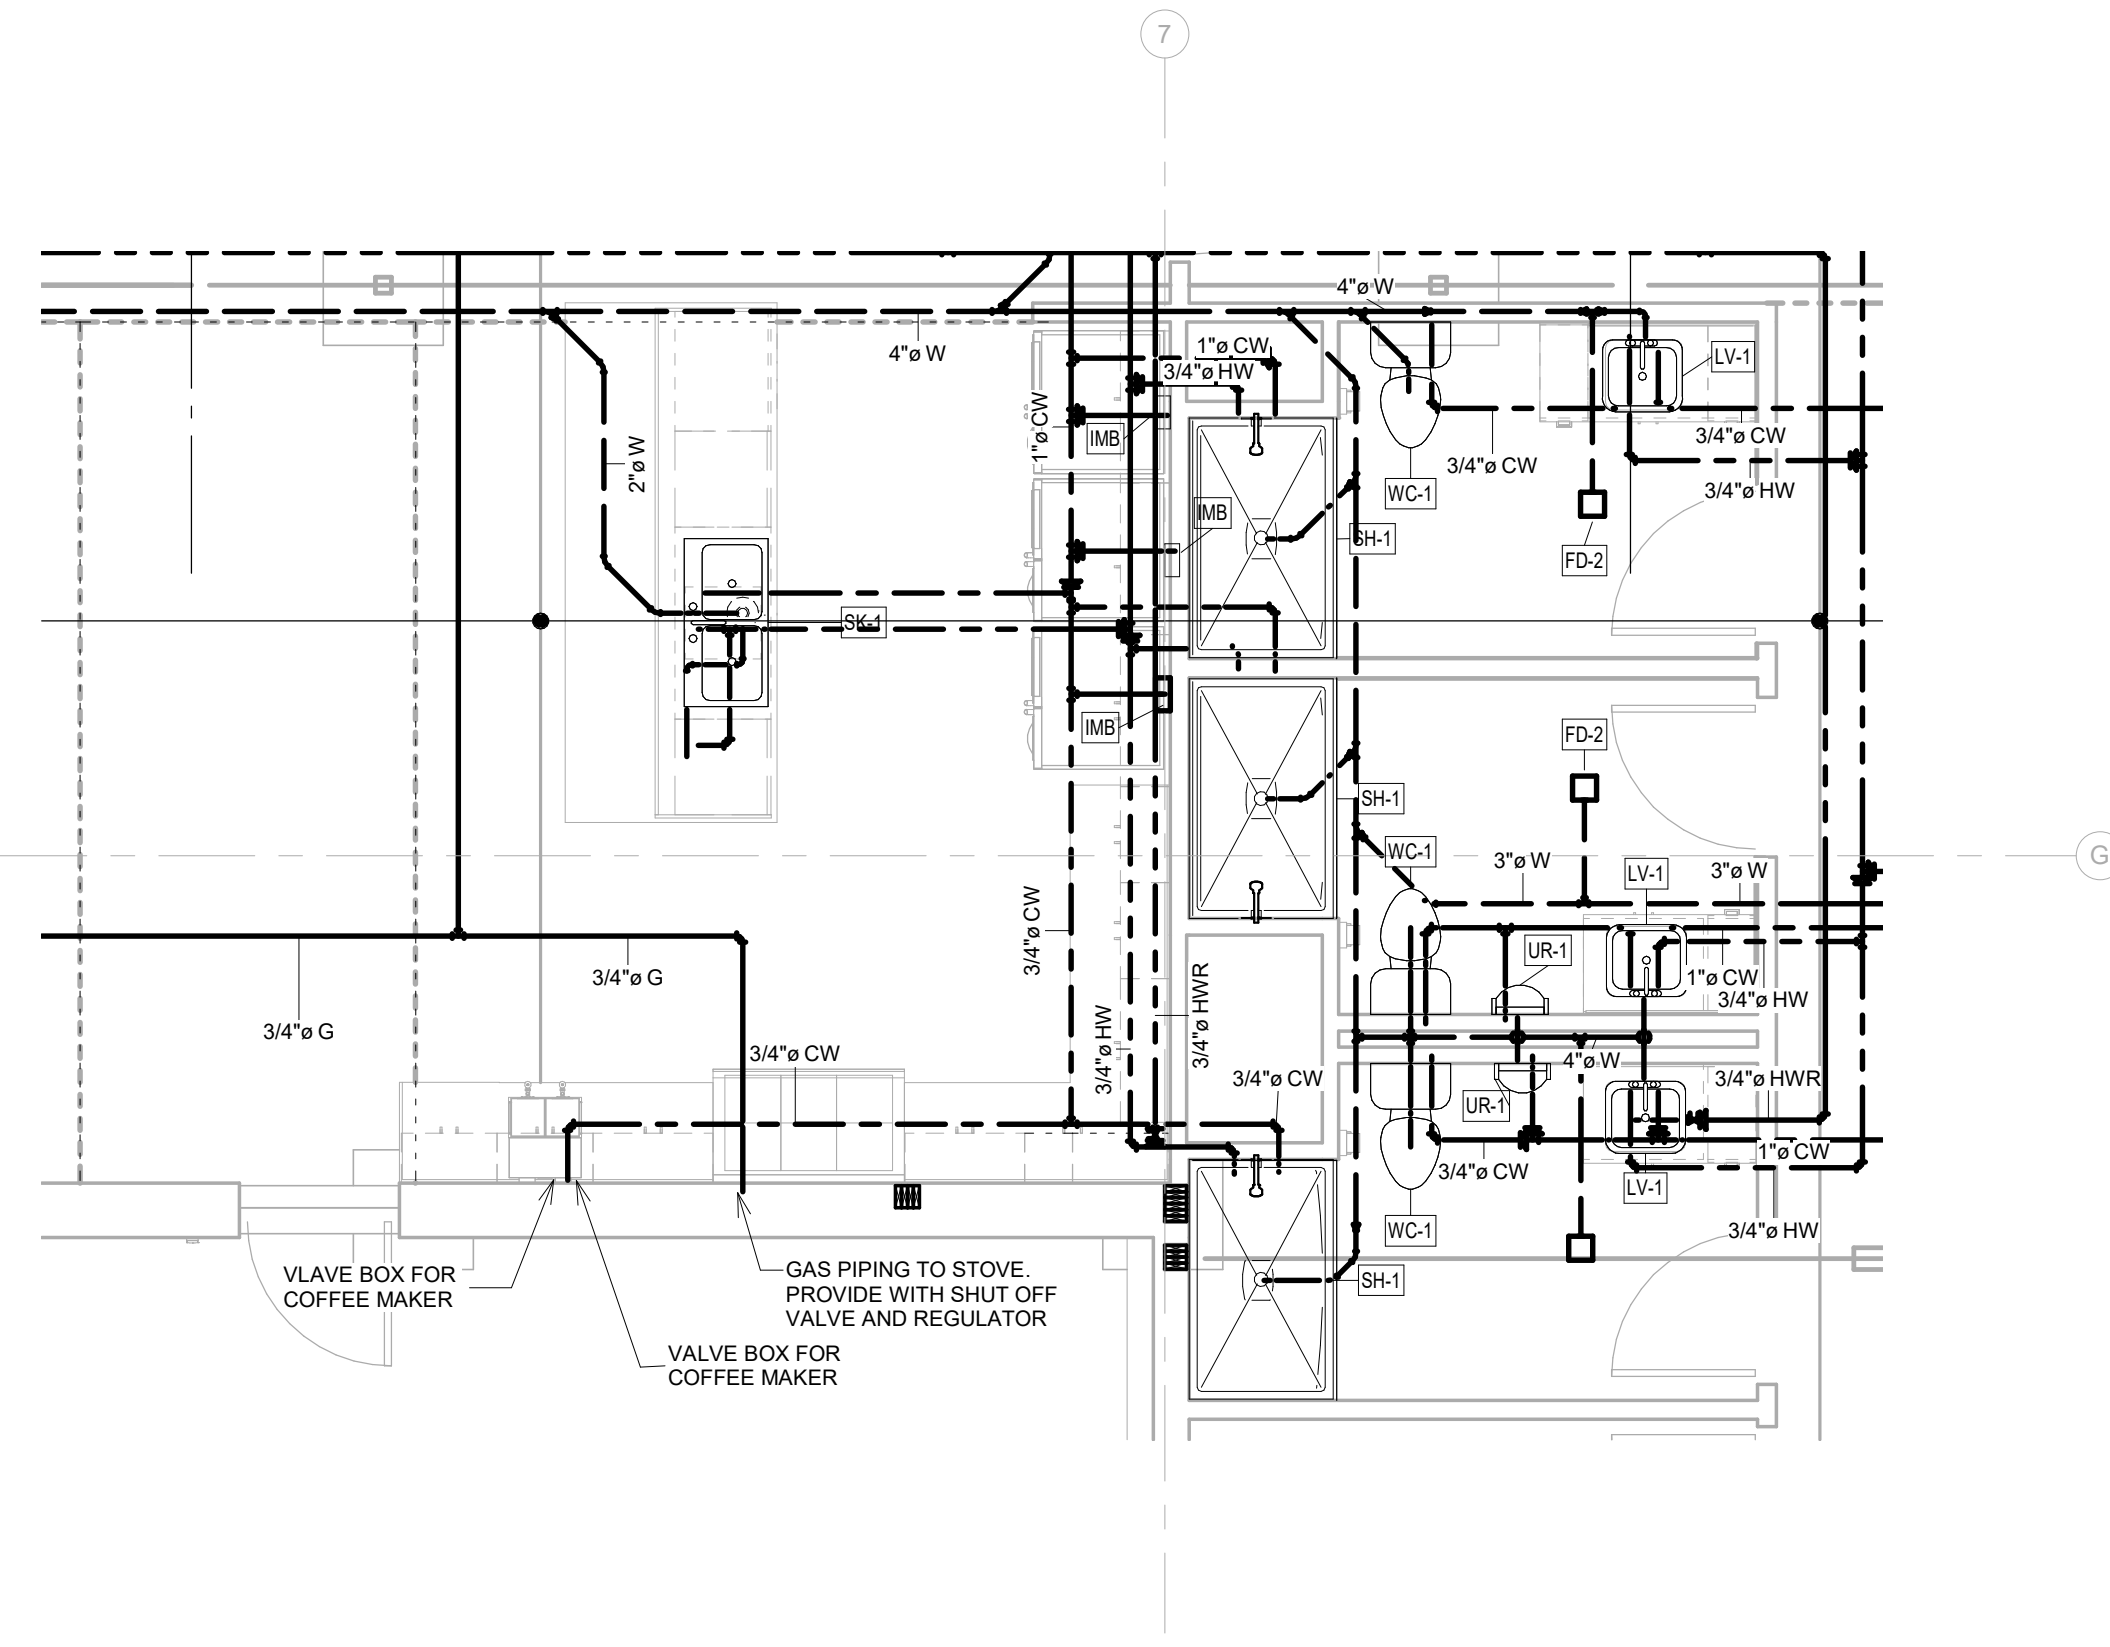 7
4"ø W
4"ø W
1"ø CW
3/4"ø HW
LV-1
1"ø CW
IMB
3/4"ø CW
3/4"ø CW
2"ø W
WC-1
3/4"ø HW
IMB
SH-1
FD-2
SK-1
IMB
FD-2
SH-1
WC-1
3"ø W
LV-1
3"ø W
G
3/4"ø CW
UR-1
3/4"ø G
1"ø CW
3/4"ø HW
3/4"ø G
3/4"ø HW
3/4"ø HWR
3/4"ø CW
4"ø W
3/4"ø CW
3/4"ø HWR
UR-1
1"ø CW
3/4"ø CW
LV-1
WC-1
3/4"ø HW
SH-1
VLAVE BOX FOR
COFFEE MAKER
GAS PIPING TO STOVE.
PROVIDE WITH SHUT OFF
VALVE AND REGULATOR
VALVE BOX FOR
COFFEE MAKER